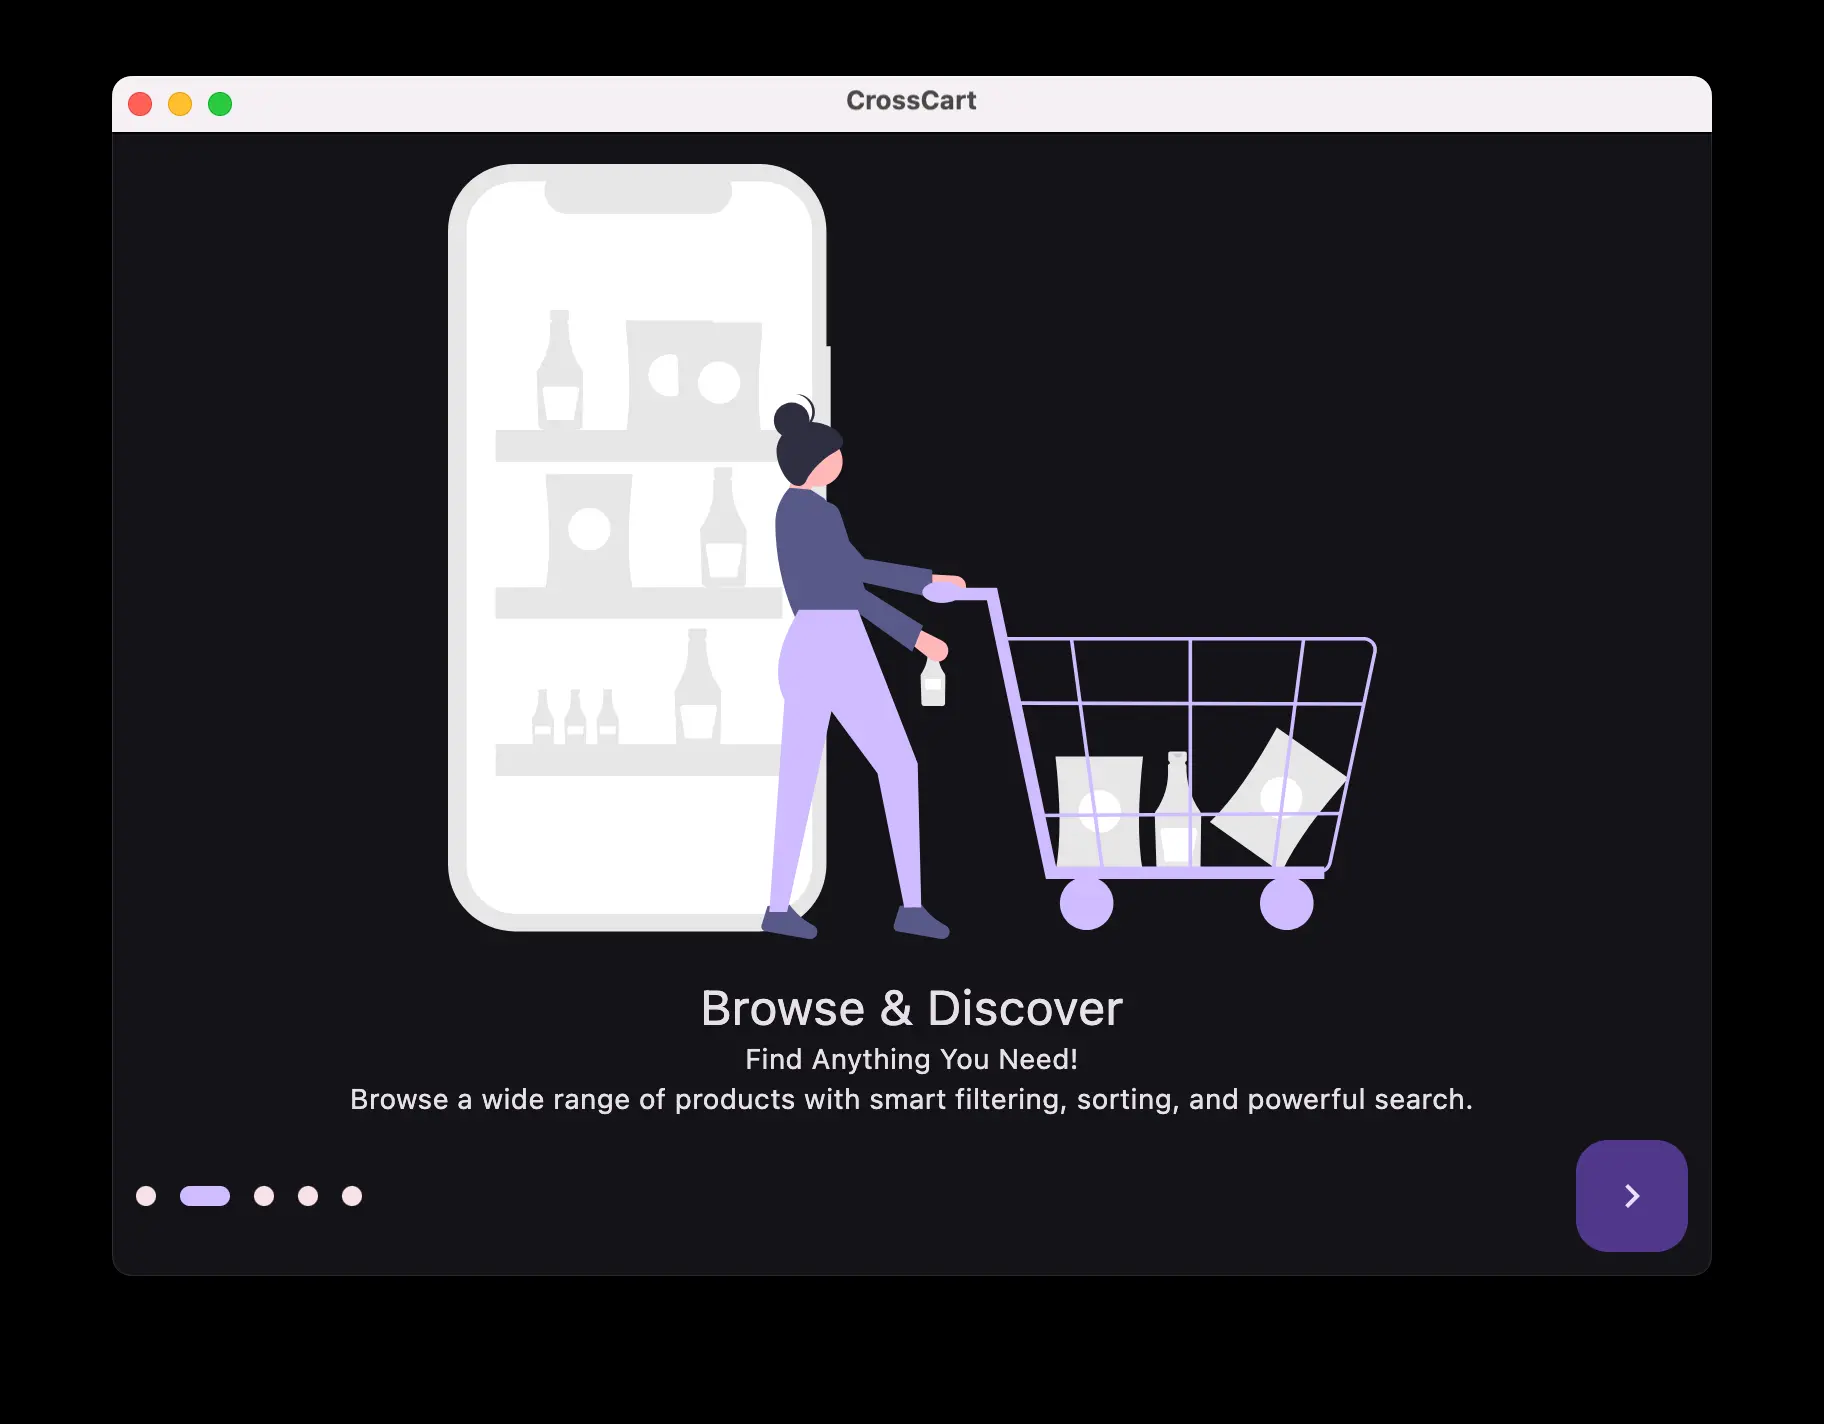 CrossCart
Browse & Discover
Find Anything You Need!
Browse a wide range of products with smart filtering, sorting, and powerful search.